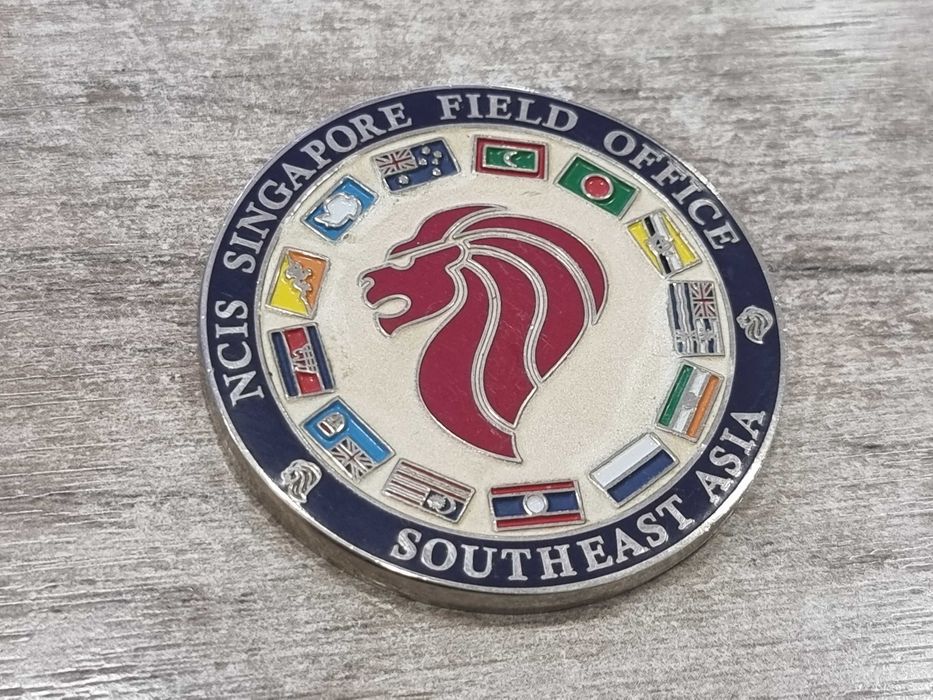 NCIS SINGAPORE FIELD OFFICE
SOUTHEAST ASIA